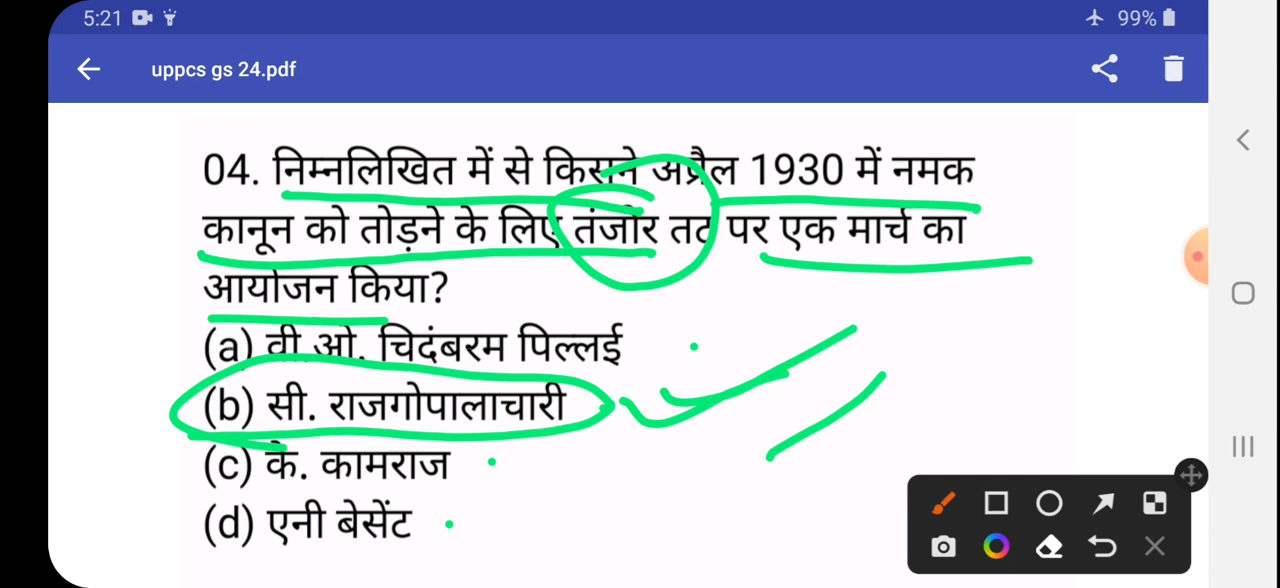 5:21
99%
uppcs gs 24.pdf
04. निम्नलिखित में से किसने अप्रैल 1930 में नमक
कानून को तोड़ने के लिए तंजोर तट पर एक मार्च का
आयोजन किया?
(a) वी.ओ. चिदंबरम पिल्लई
(b) सी. राजगोपालाचारी
(c) के. कामराज
(d) एनी बेसेंट